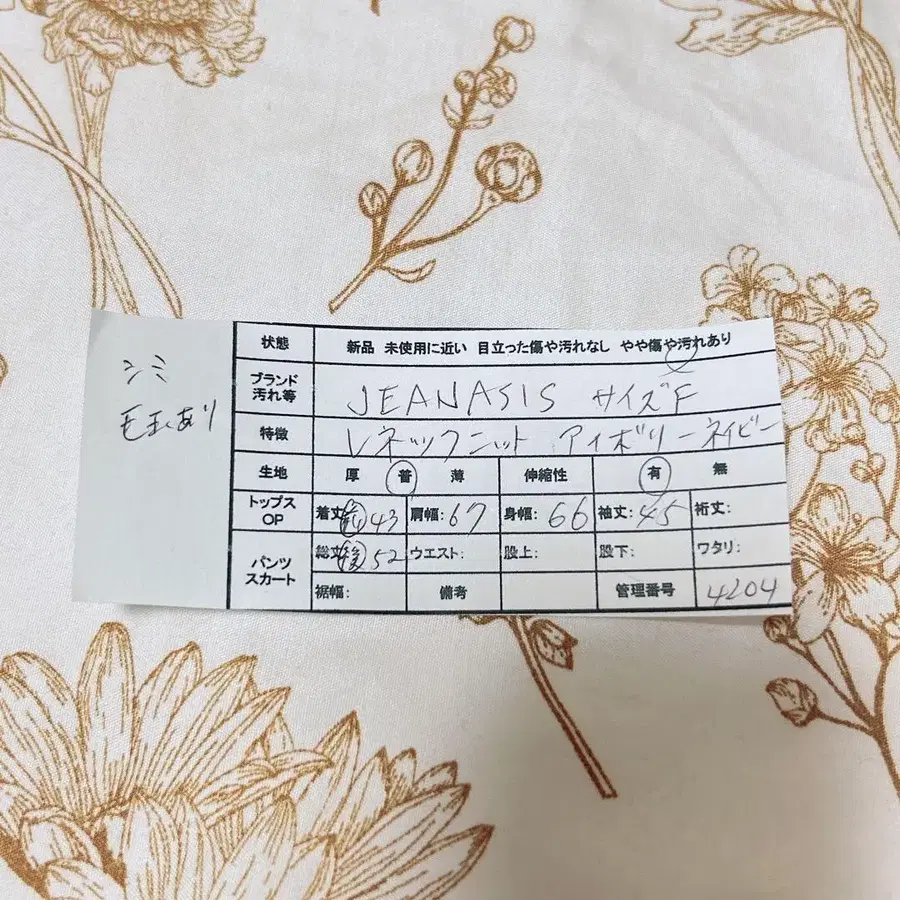 シミ
毛玉あり
状態 新品 未使用に近い 目立った傷や汚れなし やや傷や汚れあり
ブランド 汚れ等 JEANASIS サイズF
特徴 Vネックニット アイボリーネイビー
生地 厚 普 薄 伸縮性 有 無
トップス OP 着丈:前43 肩幅:67 身幅:66 袖丈:45 裄丈:
パンツ スカート 総丈:後52 ウエスト: 股上: 股下: ワタリ:
裾幅: 備考 管理番号 4204